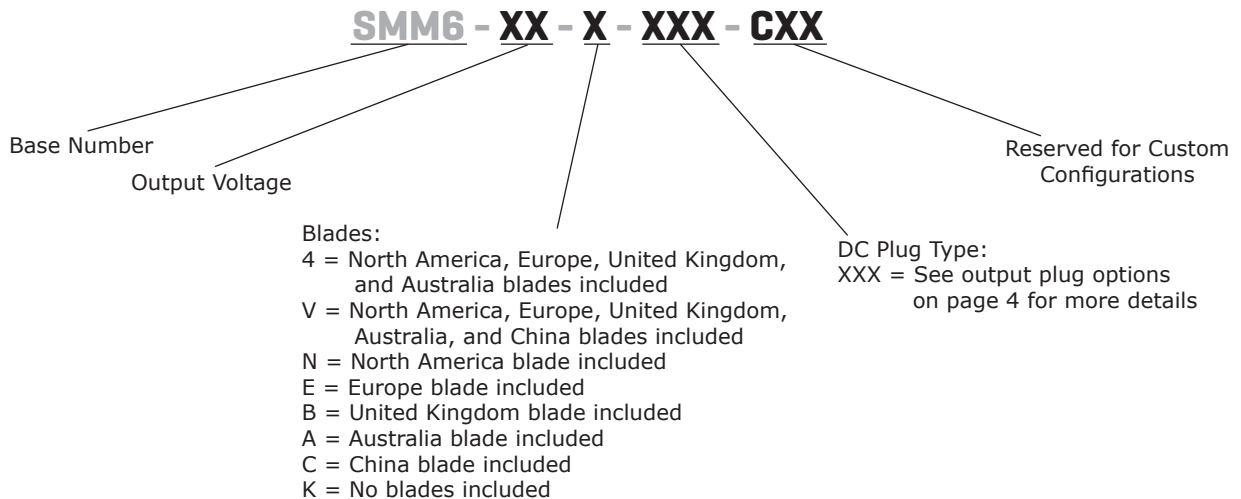 SMM6 - XX - X - XXX - CXX
Base Number
Output Voltage
Reserved for Custom
Configurations
Blades:
4 = North America, Europe, United Kingdom,
and Australia blades included
V = North America, Europe, United Kingdom,
Australia, and China blades included
N = North America blade included
E = Europe blade included
B = United Kingdom blade included
A = Australia blade included
C = China blade included
K = No blades included
DC Plug Type:
XXX = See output plug options
on page 4 for more details